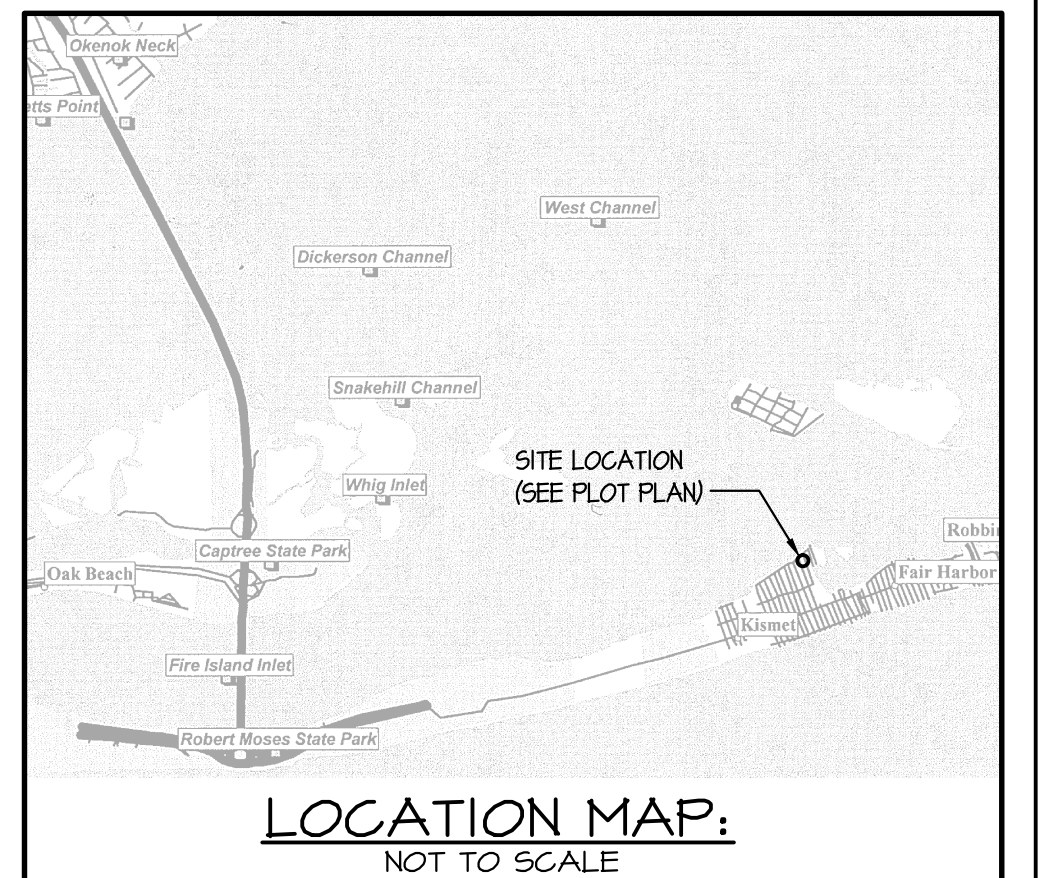 Okenok Neck
etts Point
West Channel
Dickerson Channel
Snakehill Channel
SITE LOCATION
(SEE PLOT PLAN)
Whig Inlet
Robbin
Captree State Park
Oak Beach
Fair Harbor
Kismet
Fire Island Inlet
Robert Moses State Park
LOCATION MAP:
NOT TO SCALE